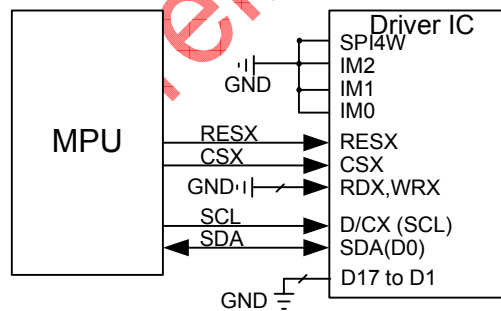 Driver IC
SPI4W
IM2
GND
IM1
IM0
MPU
RESX
RESX
CSX
CSX
GND
RDX,WRX
SCL
D/CX (SCL)
SDA
SDA(D0)
D17 to D1
GND